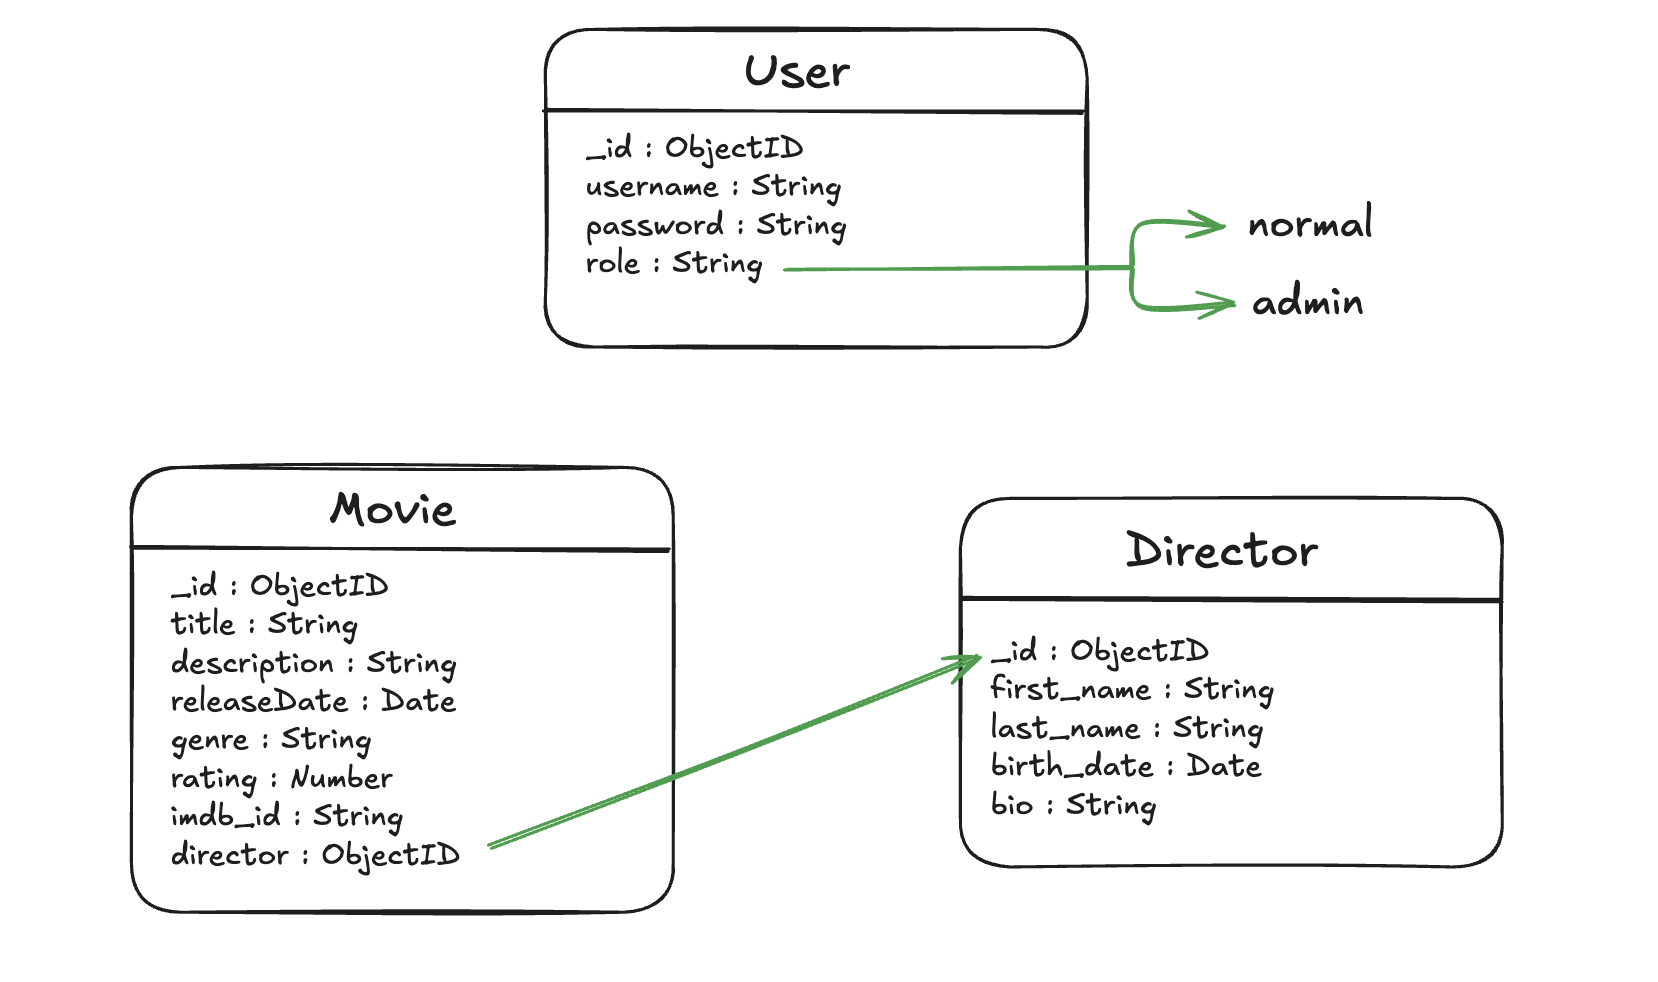 User
_id : ObjectID
username : String
password : String
role : String
normal
admin
Movie
_id : ObjectID
title : String
description : String
releaseDate : Date
genre : String
rating : Number
imdb_id : String
director : ObjectID
Director
_id : ObjectID
first_name : String
last_name : String
birth_date : Date
bio : String